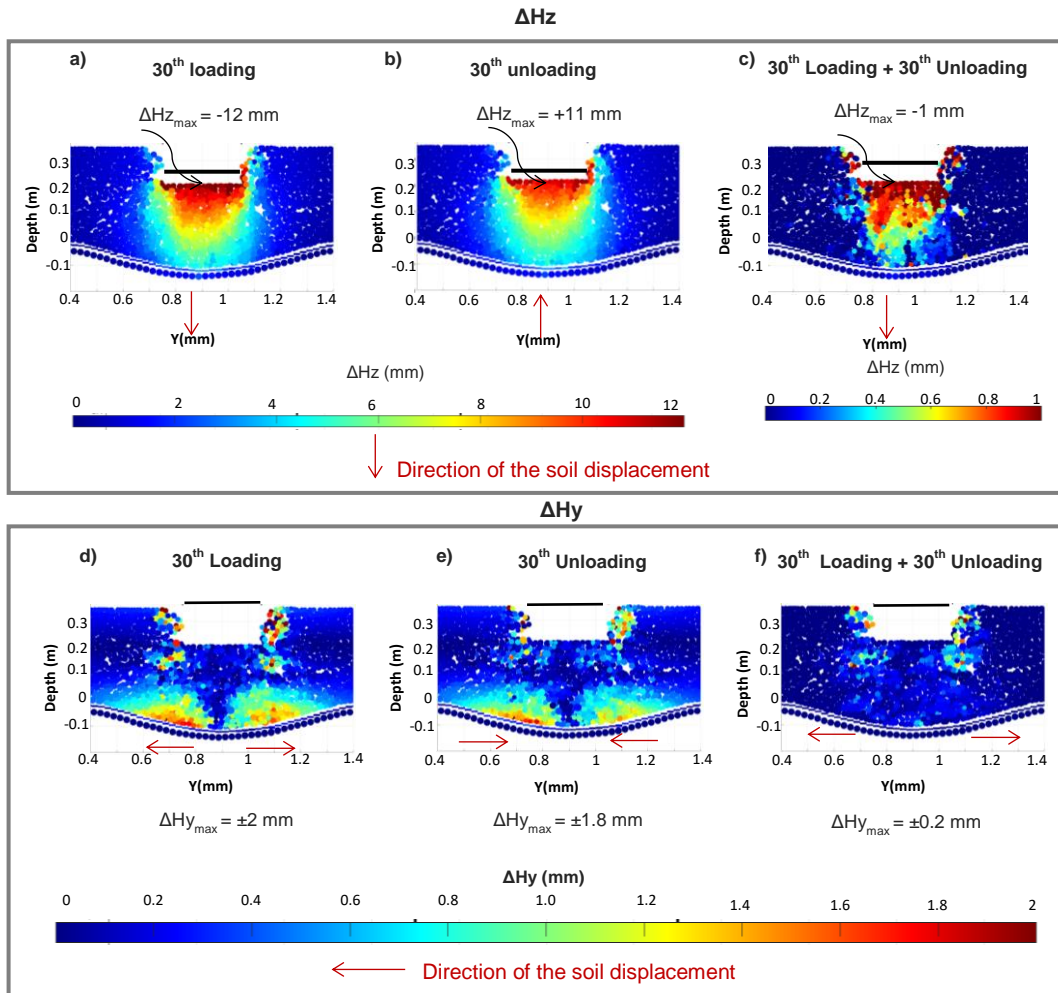 ΔHz
a)
30th loading
ΔHzmax = -12 mm
Depth (m)
0.3
0.2
0.1
0
-0.1
0.4 0.6 0.8 1 1.2 1.4
Y(mm)
b)
30th unloading
ΔHzmax = +11 mm
Depth (m)
0.3
0.2
0.1
0
-0.1
0.4 0.6 0.8 1 1.2 1.4
Y(mm)
c)
30th Loading + 30th Unloading
ΔHzmax = -1 mm
Depth (m)
0.3
0.2
0.1
0
-0.1
0.4 0.6 0.8 1 1.2 1.4
Y(mm)
ΔHz (mm)
0 2 4 6 8 10 12
ΔHz (mm)
0 0.2 0.4 0.6 0.8 1
Direction of the soil displacement
ΔHy
d)
30th Loading
Depth (m)
0.3
0.2
0.1
0
-0.1
0.4 0.6 0.8 1 1.2 1.4
Y(mm)
ΔHymax = ±2 mm
e)
30th Unloading
Depth (m)
0.3
0.2
0.1
0
-0.1
0.4 0.6 0.8 1 1.2 1.4
Y(mm)
ΔHymax = ±1.8 mm
f)
30th Loading + 30th Unloading
Depth (m)
0.3
0.2
0.1
0
-0.1
0.4 0.6 0.8 1 1.2 1.4
Y(mm)
ΔHymax = ±0.2 mm
ΔHy (mm)
0 0.2 0.4 0.6 0.8 1.0 1.2 1.4 1.6 1.8 2
Direction of the soil displacement